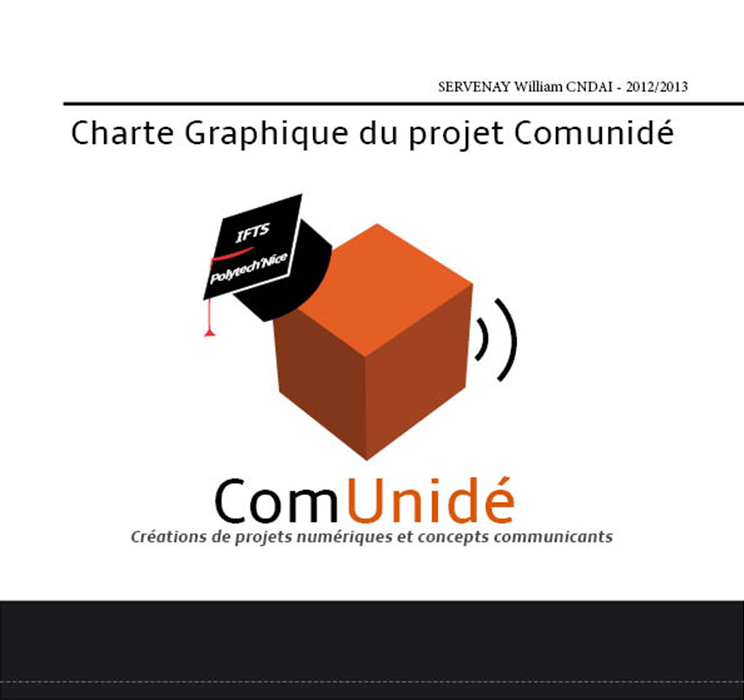 SERVENAY William CNDAI - 2012/2013
Charte Graphique du projet Comunidé
IFTS
Polytech'Nice
ComUnidé
Créations de projets numériques et concepts communicants